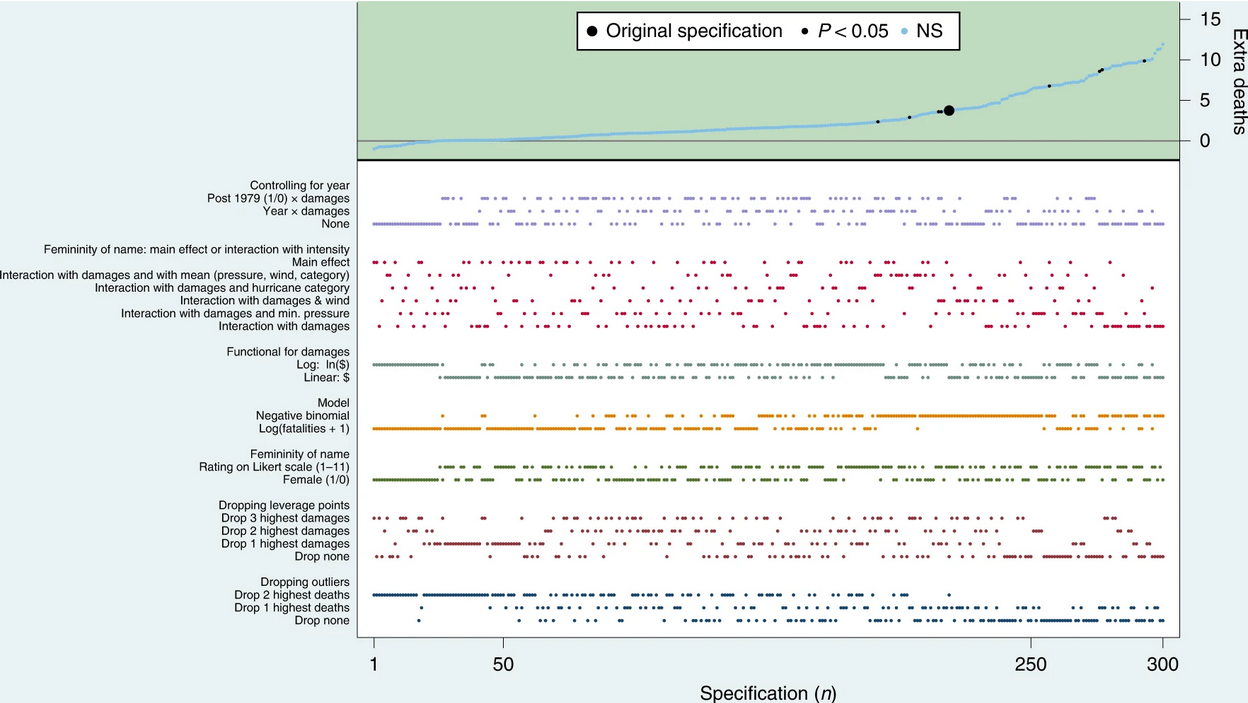 Original specification P < 0.05 NS
15
10
5
0
Extra deaths
Controlling for year
Post 1979 (1/0) × damages
Year × damages
None
Femininity of name: main effect or interaction with intensity
Main effect
Interaction with damages and with mean (pressure, wind, category)
Interaction with damages and hurricane category
Interaction with damages & wind
Interaction with damages and min. pressure
Interaction with damages
Functional for damages
Log: ln($)
Linear: $
Model
Negative binomial
Log(fatalities + 1)
Femininity of name
Rating on Likert scale (1–11)
Female (1/0)
Dropping leverage points
Drop 3 highest damages
Drop 2 highest damages
Drop 1 highest damages
Drop none
Dropping outliers
Drop 2 highest deaths
Drop 1 highest deaths
Drop none
1 50 250 300
Specification (n)